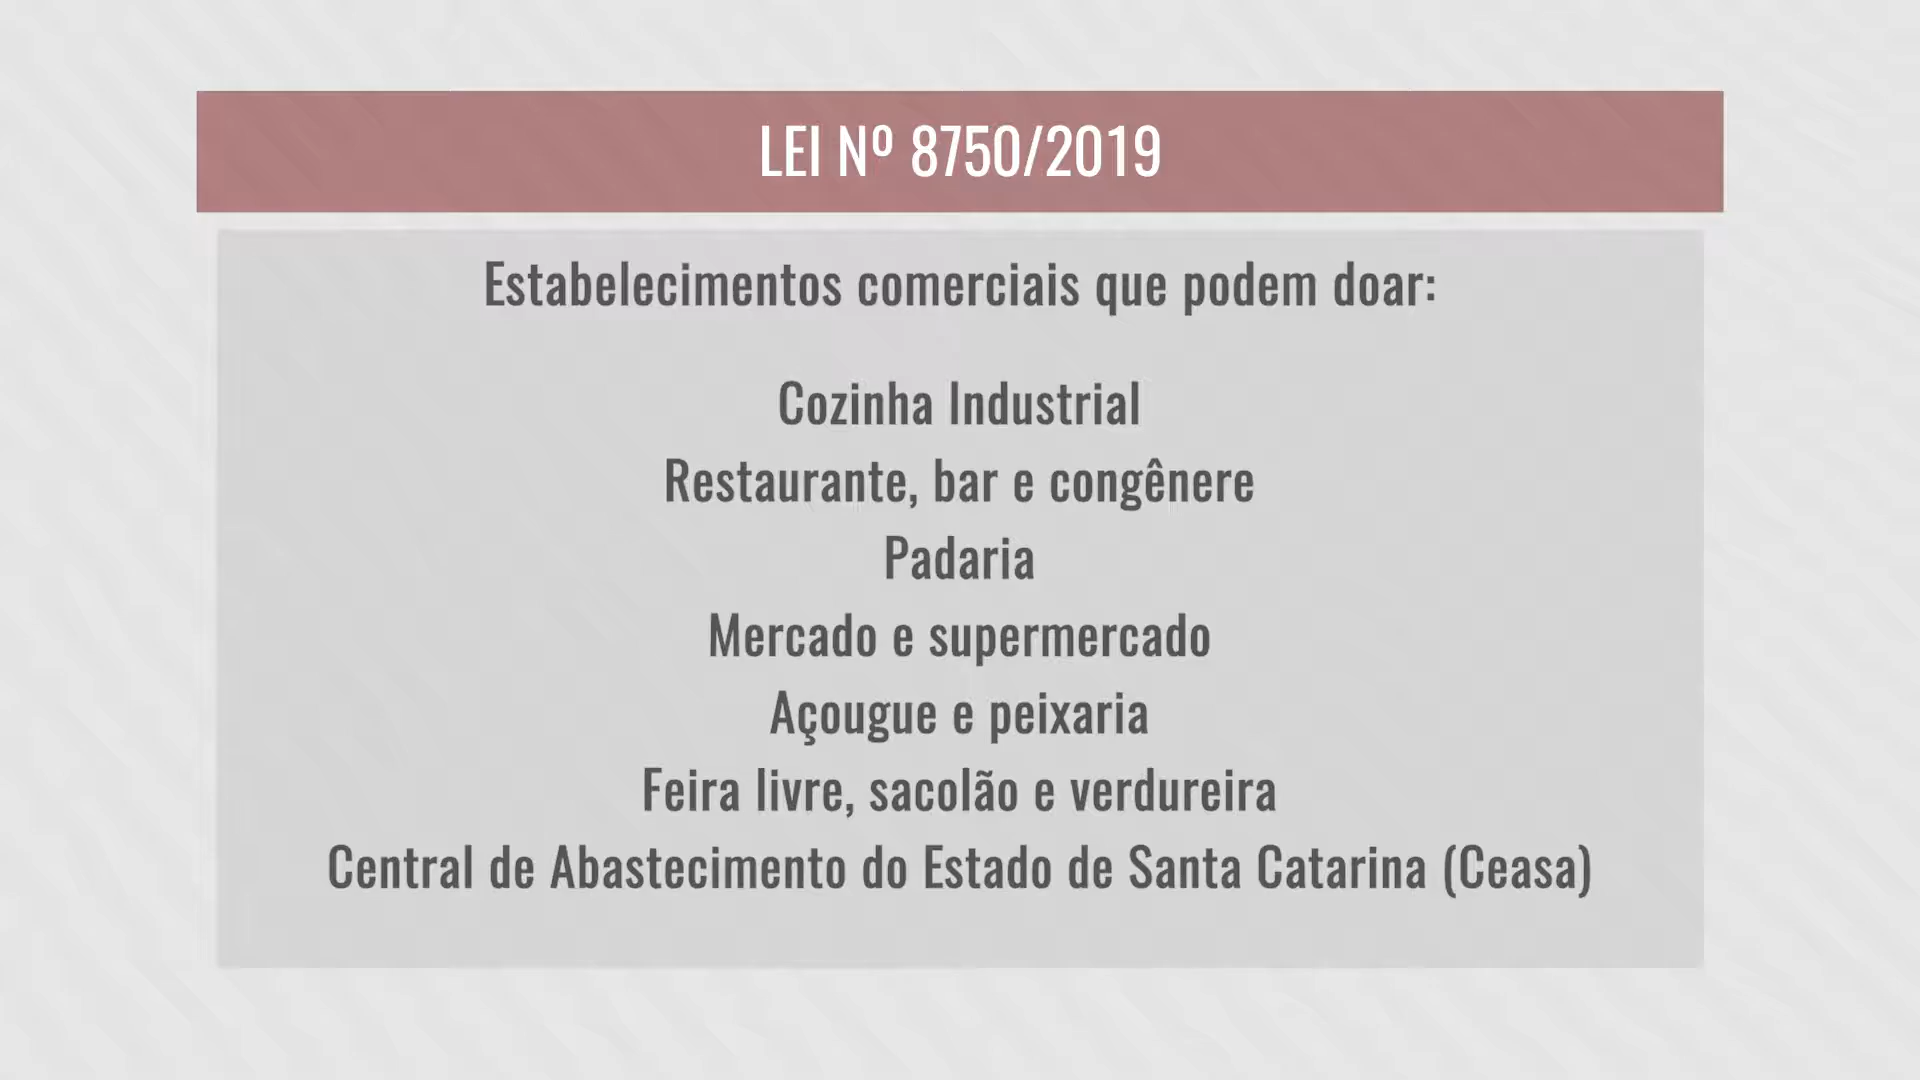 LEI Nº 8750/2019
Estabelecimentos comerciais que podem doar:
Cozinha Industrial
Restaurante, bar e congênere
Padaria
Mercado e supermercado
Açougue e peixaria
Feira livre, sacolão e verdureira
Central de Abastecimento do Estado de Santa Catarina (Ceasa)